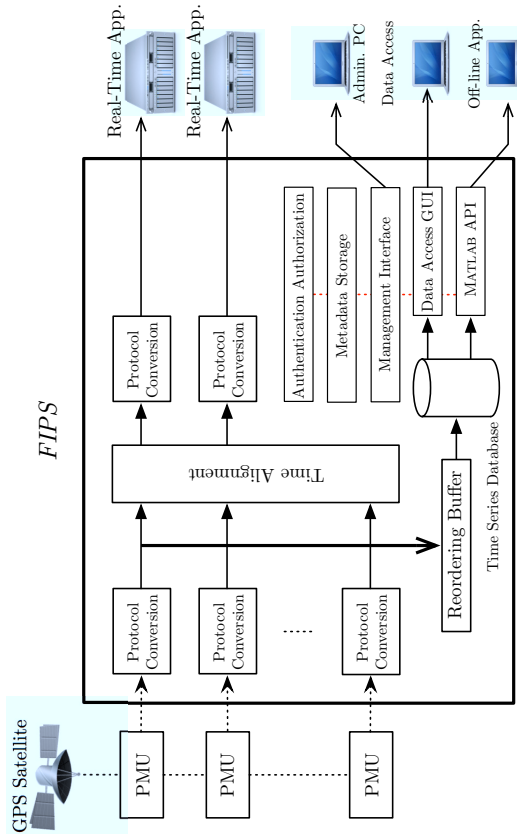 FIPS
GPS Satellite
PMU
PMU
PMU
Protocol
Conversion
Protocol
Conversion
.....
Protocol
Conversion
Time Alignment
Protocol
Conversion
Protocol
Conversion
Real-Time App.
Real-Time App.
Authentication Authorization
Metadata Storage
Management Interface
Data Access GUI
MATLAB API
Admin. PC
Data Access
Off-line App.
Reordering Buffer
Time Series Database